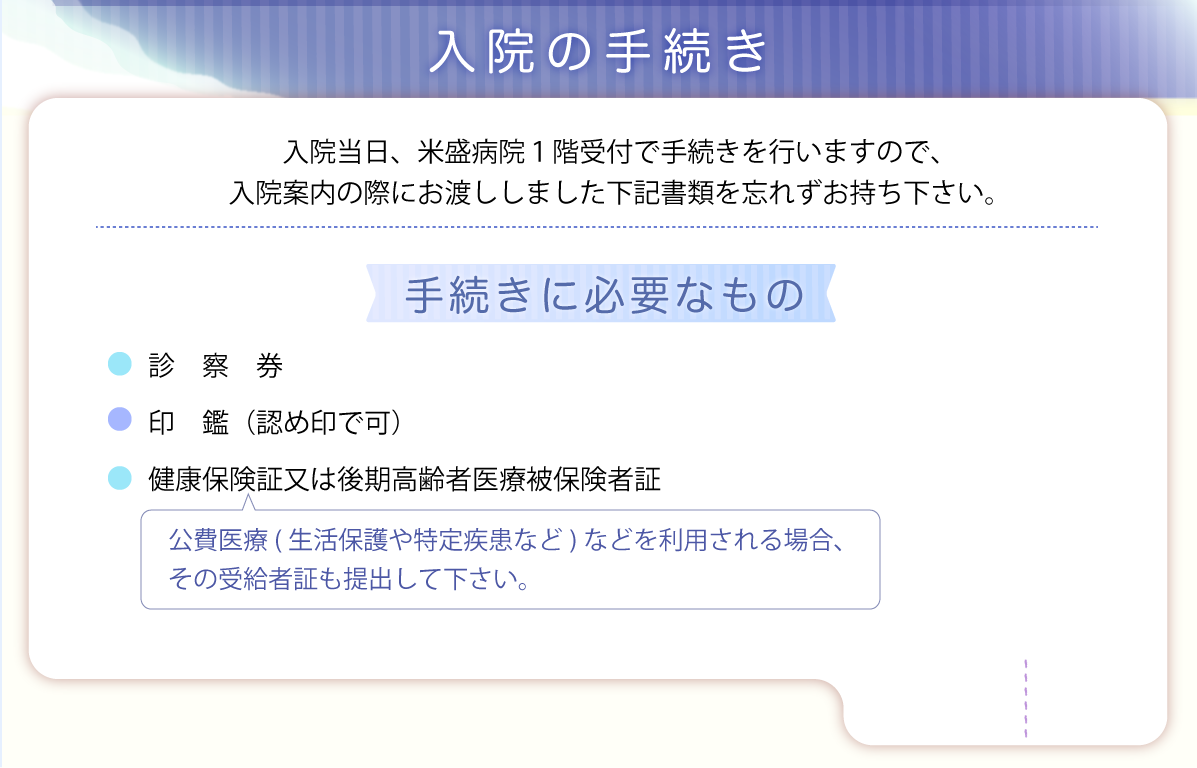 入院の手続き
入院当日、米盛病院1階受付で手続きを行いますので、
入院案内の際にお渡ししました下記書類を忘れずお持ち下さい。
手続きに必要なもの
診　察　券
印　鑑（認め印で可）
健康保険証又は後期高齢者医療被保険者証
公費医療(生活保護や特定疾患など)などを利用される場合、
その受給者証も提出して下さい。